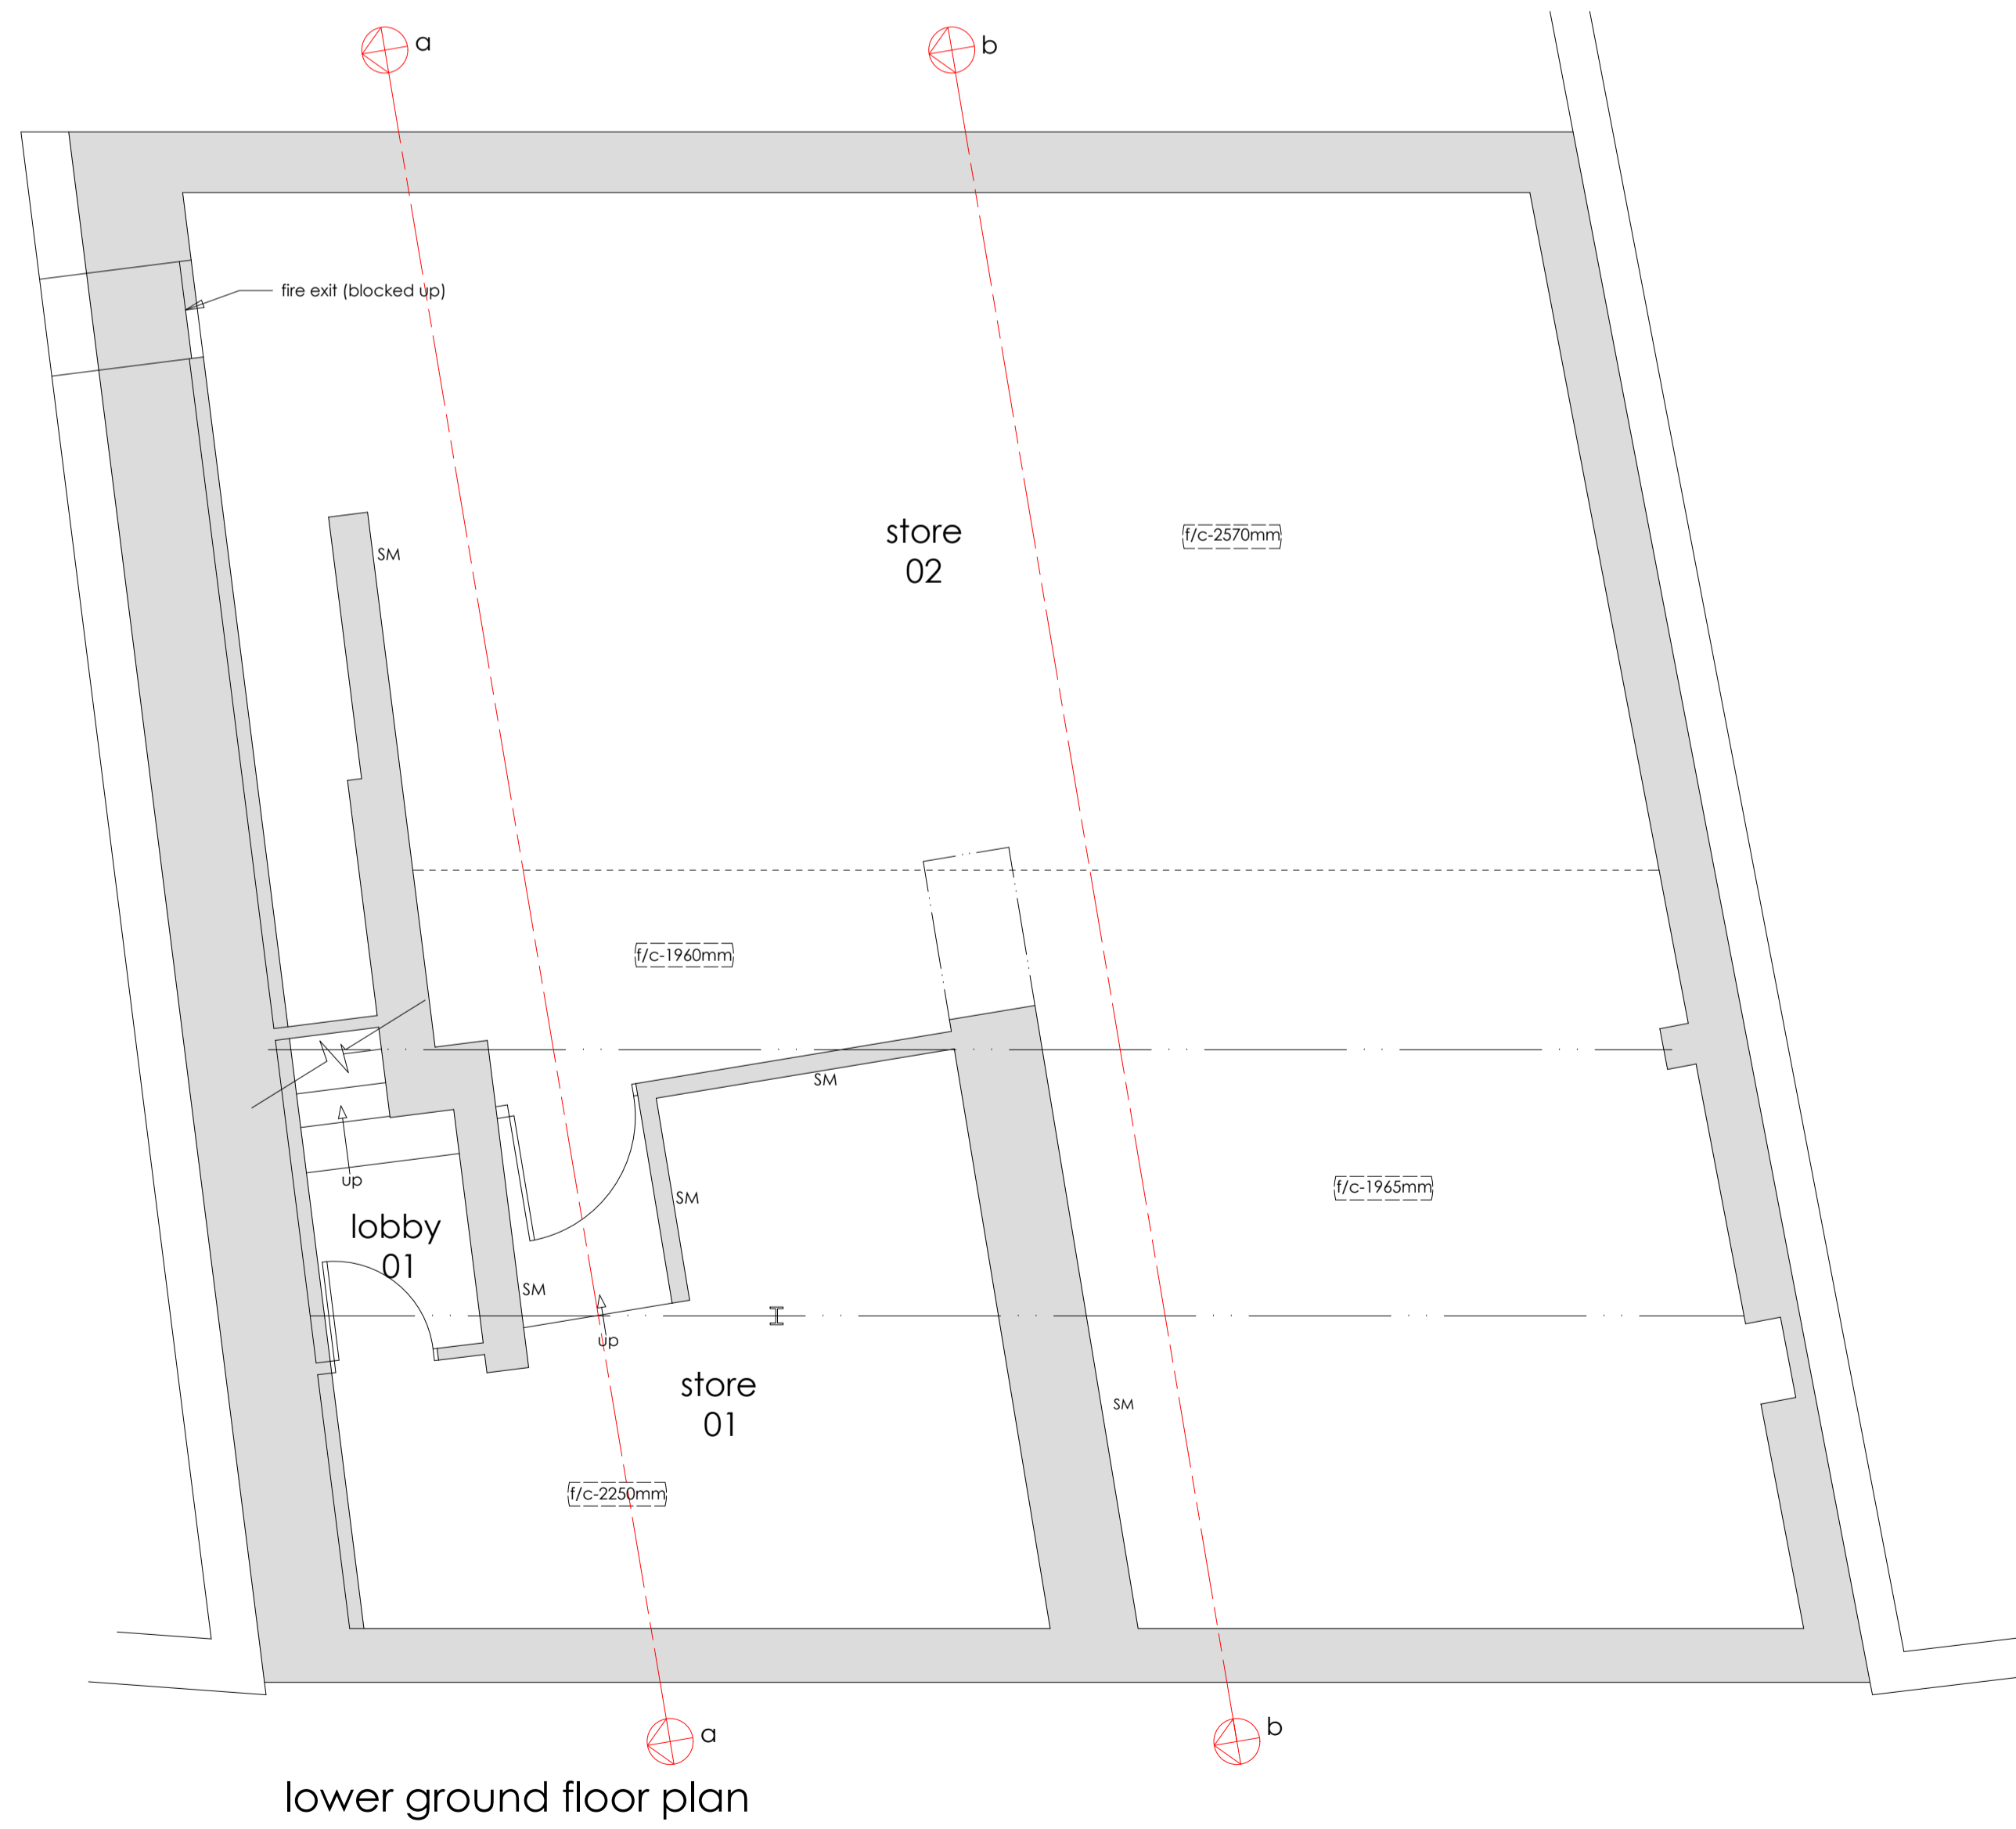 a
b
fire exit (blocked up)
store
02
f/c-2570mm
SM
f/c-1960mm
SM
up
SM
f/c-1965mm
lobby
01
SM
up
store
01
SM
f/c-2250mm
a
b
lower ground floor plan